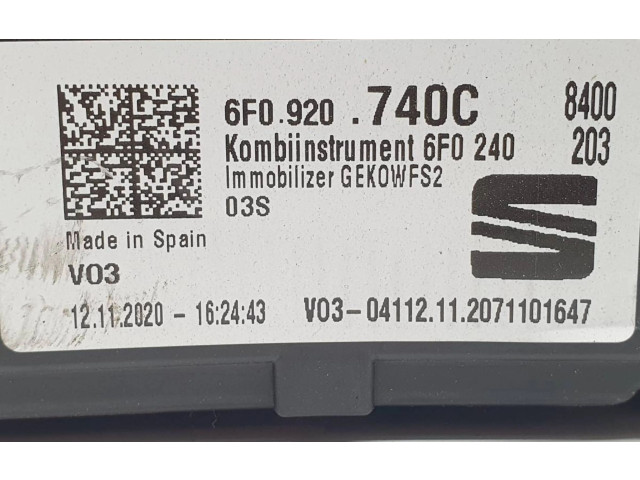 6F0.920 .740C 8400
Kombiinstrument 6F0 240 203
Immobilizer GEKOWFS2
03S
Made in Spain
V03
12.11.2020 - 16:24:43 V03-04112.11.2071101647